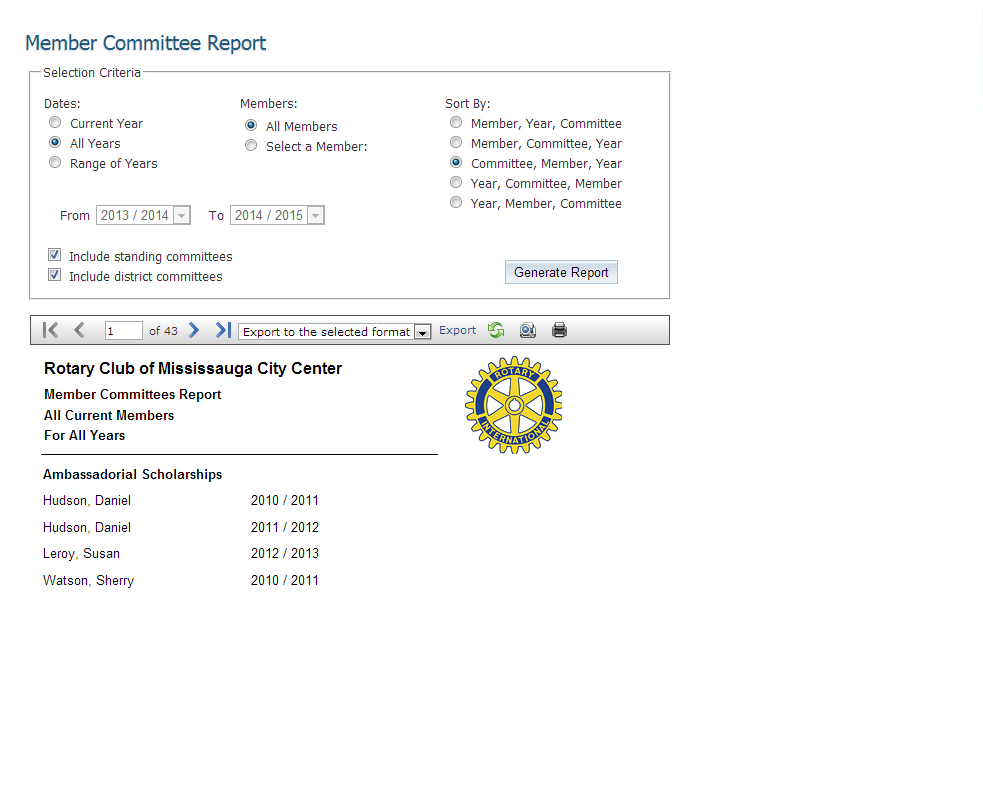 Member Committee Report
Selection Criteria
Dates:
Current Year
All Years
Range of Years
Members:
All Members
Select a Member:
Sort By:
Member, Year, Committee
Member, Committee, Year
Committee, Member, Year
Year, Committee, Member
Year, Member, Committee
From 2013 / 2014 To 2014 / 2015
Include standing committees
Include district committees
Generate Report
1 of 43 Export to the selected format Export
Rotary Club of Mississauga City Center
Member Committees Report
All Current Members
For All Years
ROTARY
INTERNATIONAL
Ambassadorial Scholarships
Hudson, Daniel 2010 / 2011
Hudson, Daniel 2011 / 2012
Leroy, Susan 2012 / 2013
Watson, Sherry 2010 / 2011